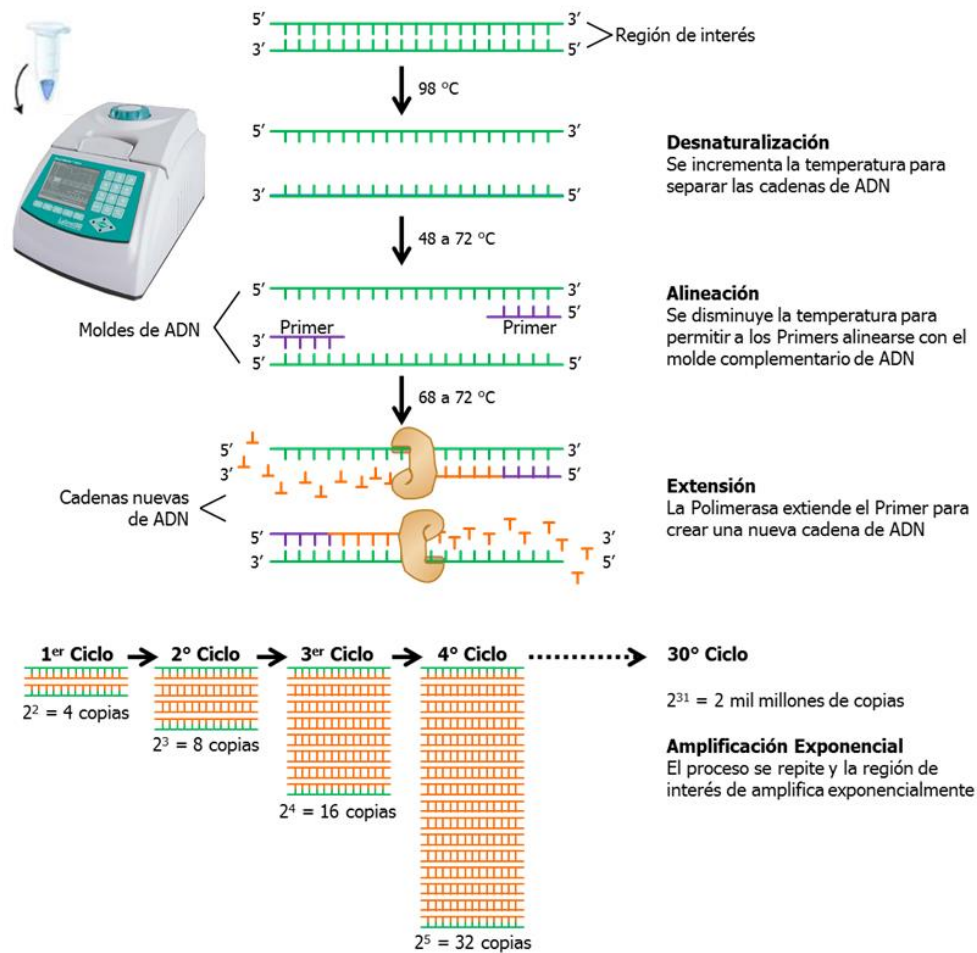 5′ 3′
3′ 5′
Región de interés
98 °C
5′ 3′
3′ 5′
Desnaturalización
Se incrementa la temperatura para
separar las cadenas de ADN
48 a 72 °C
5′ 3′
5′
Primer
Primer
3′
5′
Moldes de ADN
Alineación
Se disminuye la temperatura para
permitir a los Primers alinearse con el
molde complementario de ADN
68 a 72 °C
5′ 3′
3′ 5′
Cadenas nuevas
de ADN
5′ 3′
3′ 5′
Extensión
La Polimerasa extiende el Primer para
crear una nueva cadena de ADN
1er Ciclo
2° Ciclo
3er Ciclo
4° Ciclo
30° Ciclo
2² = 4 copias
2³ = 8 copias
2⁴ = 16 copias
2⁵ = 32 copias
2³¹ = 2 mil millones de copias
Amplificación Exponencial
El proceso se repite y la región de
interés de amplifica exponencialmente